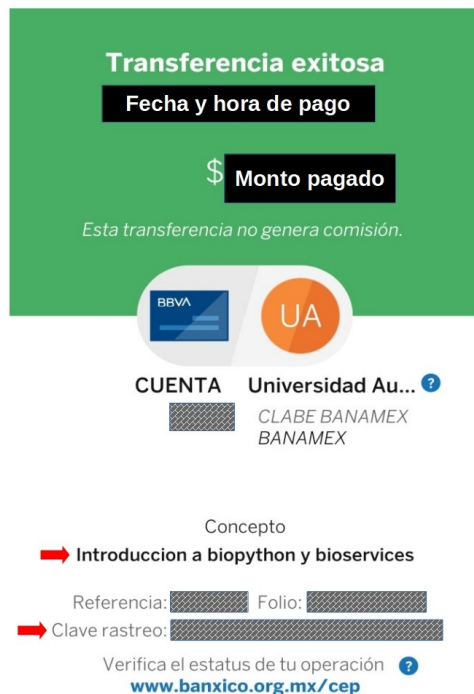 Transferencia exitosa
Fecha y hora de pago
$ Monto pagado
Esta transferencia no genera comisión.
BBVA
UA
CUENTA Universidad Au... ?
CLABE BANAMEX
BANAMEX
Concepto
Introduccion a biopython y bioservices
Referencia: Folio:
Clave rastreo:
Verifica el estatus de tu operación ?
www.banxico.org.mx/cep